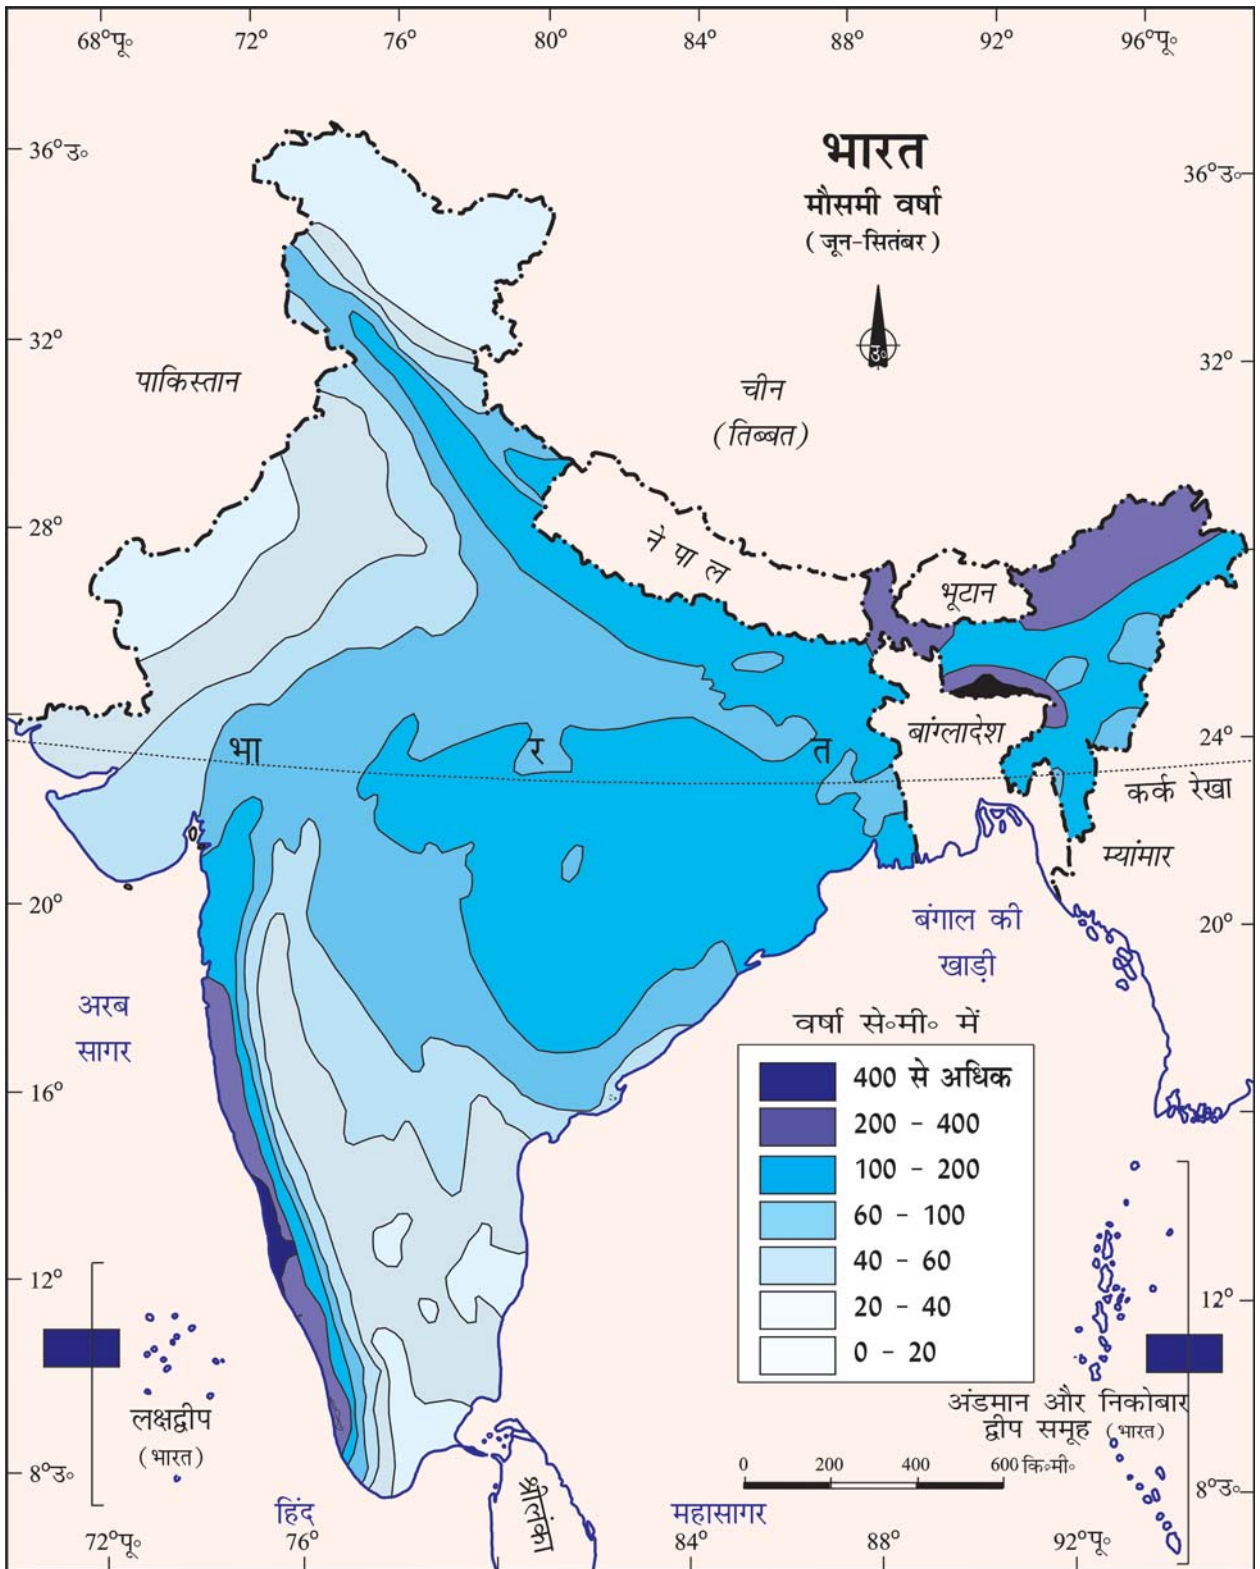 68°पू॰ 72° 76° 80° 84° 88° 92° 96°पू॰
36°उ॰
भारत
मौसमी वर्षा
(जून-सितंबर)
36°उ॰
उ॰
32°
32°
पाकिस्तान
चीन
(तिब्बत)
28°
नेपाल
भूटान
भारत
बांग्लादेश
24°
कर्क रेखा
म्यांमार
20°
बंगाल की
खाड़ी
20°
अरब
सागर
वर्षा से॰मी॰ में
400 से अधिक
200 - 400
100 - 200
60 - 100
40 - 60
20 - 40
0 - 20
16°
12°
12°
लक्षद्वीप
(भारत)
अंडमान और निकोबार
द्वीप समूह (भारत)
0 200 400 600 कि॰मी॰
8°उ॰
8°उ॰
हिंद
श्रीलंका
महासागर
72°पू॰ 76° 84° 88° 92°पू॰